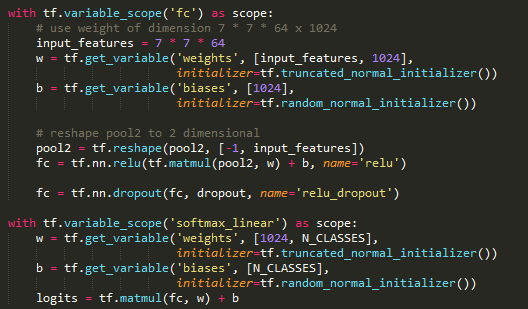 with tf.variable_scope('fc') as scope:
    # use weight of dimension 7 * 7 * 64 x 1024
    input_features = 7 * 7 * 64
    w = tf.get_variable('weights', [input_features, 1024],
                        initializer=tf.truncated_normal_initializer())
    b = tf.get_variable('biases', [1024],
                        initializer=tf.random_normal_initializer())

    # reshape pool2 to 2 dimensional
    pool2 = tf.reshape(pool2, [-1, input_features])
    fc = tf.nn.relu(tf.matmul(pool2, w) + b, name='relu')

    fc = tf.nn.dropout(fc, dropout, name='relu_dropout')

with tf.variable_scope('softmax_linear') as scope:
    w = tf.get_variable('weights', [1024, N_CLASSES],
                        initializer=tf.truncated_normal_initializer())
    b = tf.get_variable('biases', [N_CLASSES],
                        initializer=tf.random_normal_initializer())
    logits = tf.matmul(fc, w) + b